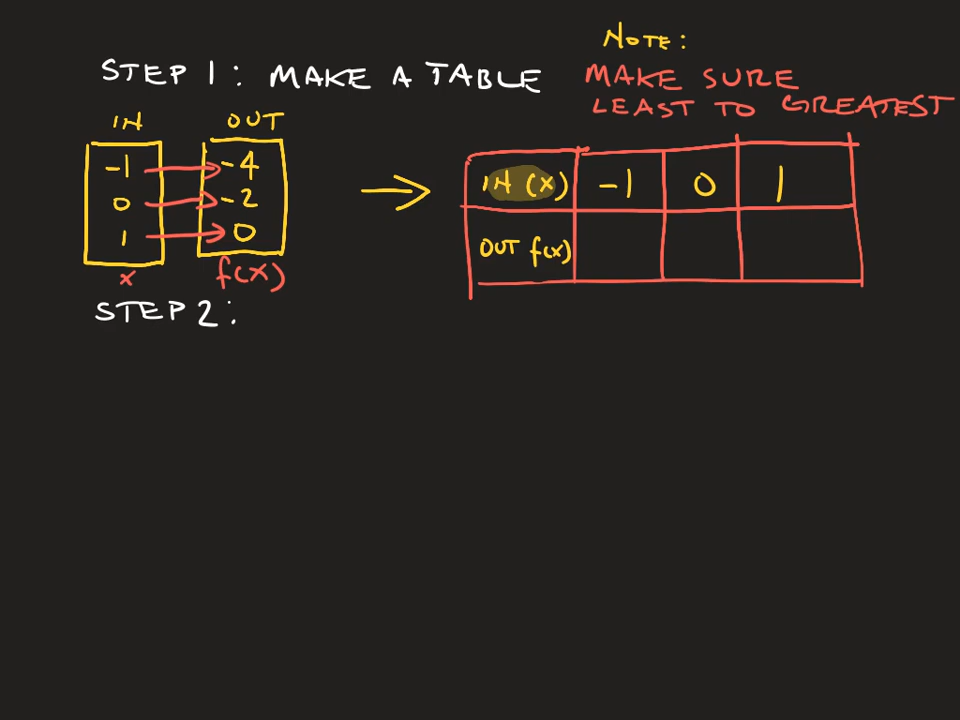 NOTE:
STEP 1: MAKE A TABLE
MAKE SURE
LEAST TO GREATEST
IN OUT
-1 -4
0 -2
1 0
x f(x)
IN (x) -1 0 1
OUT f(x)
STEP 2: